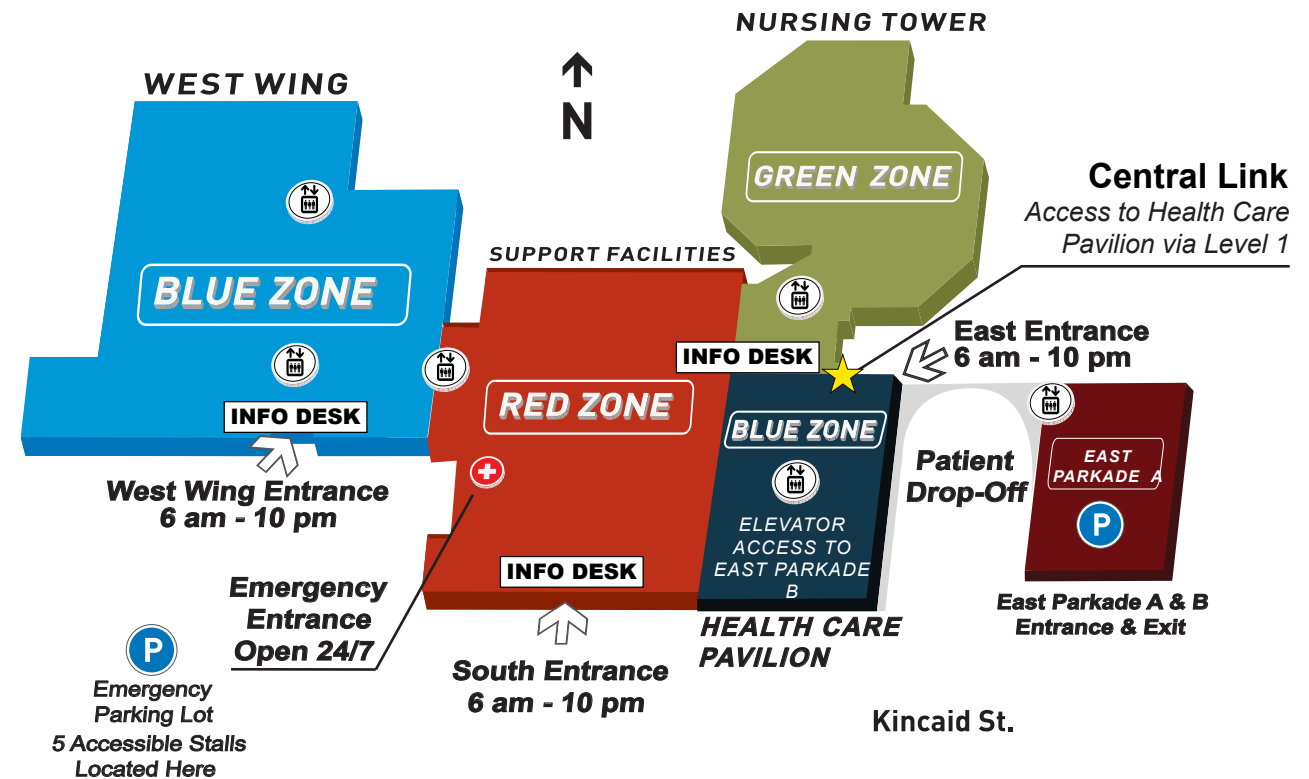 NURSING TOWER
WEST WING
N
GREEN ZONE
Central Link
Access to Health Care
Pavilion via Level 1
SUPPORT FACILITIES
BLUE ZONE
East Entrance
6 am - 10 pm
INFO DESK
RED ZONE
INFO DESK
BLUE ZONE
Patient
Drop-Off
EAST
PARKADE A
P
West Wing Entrance
6 am - 10 pm
ELEVATOR
ACCESS TO
EAST PARKADE
B
INFO DESK
Emergency
Entrance
Open 24/7
East Parkade A & B
Entrance & Exit
HEALTH CARE
PAVILION
P
Emergency
Parking Lot
5 Accessible Stalls
Located Here
South Entrance
6 am - 10 pm
Kincaid St.